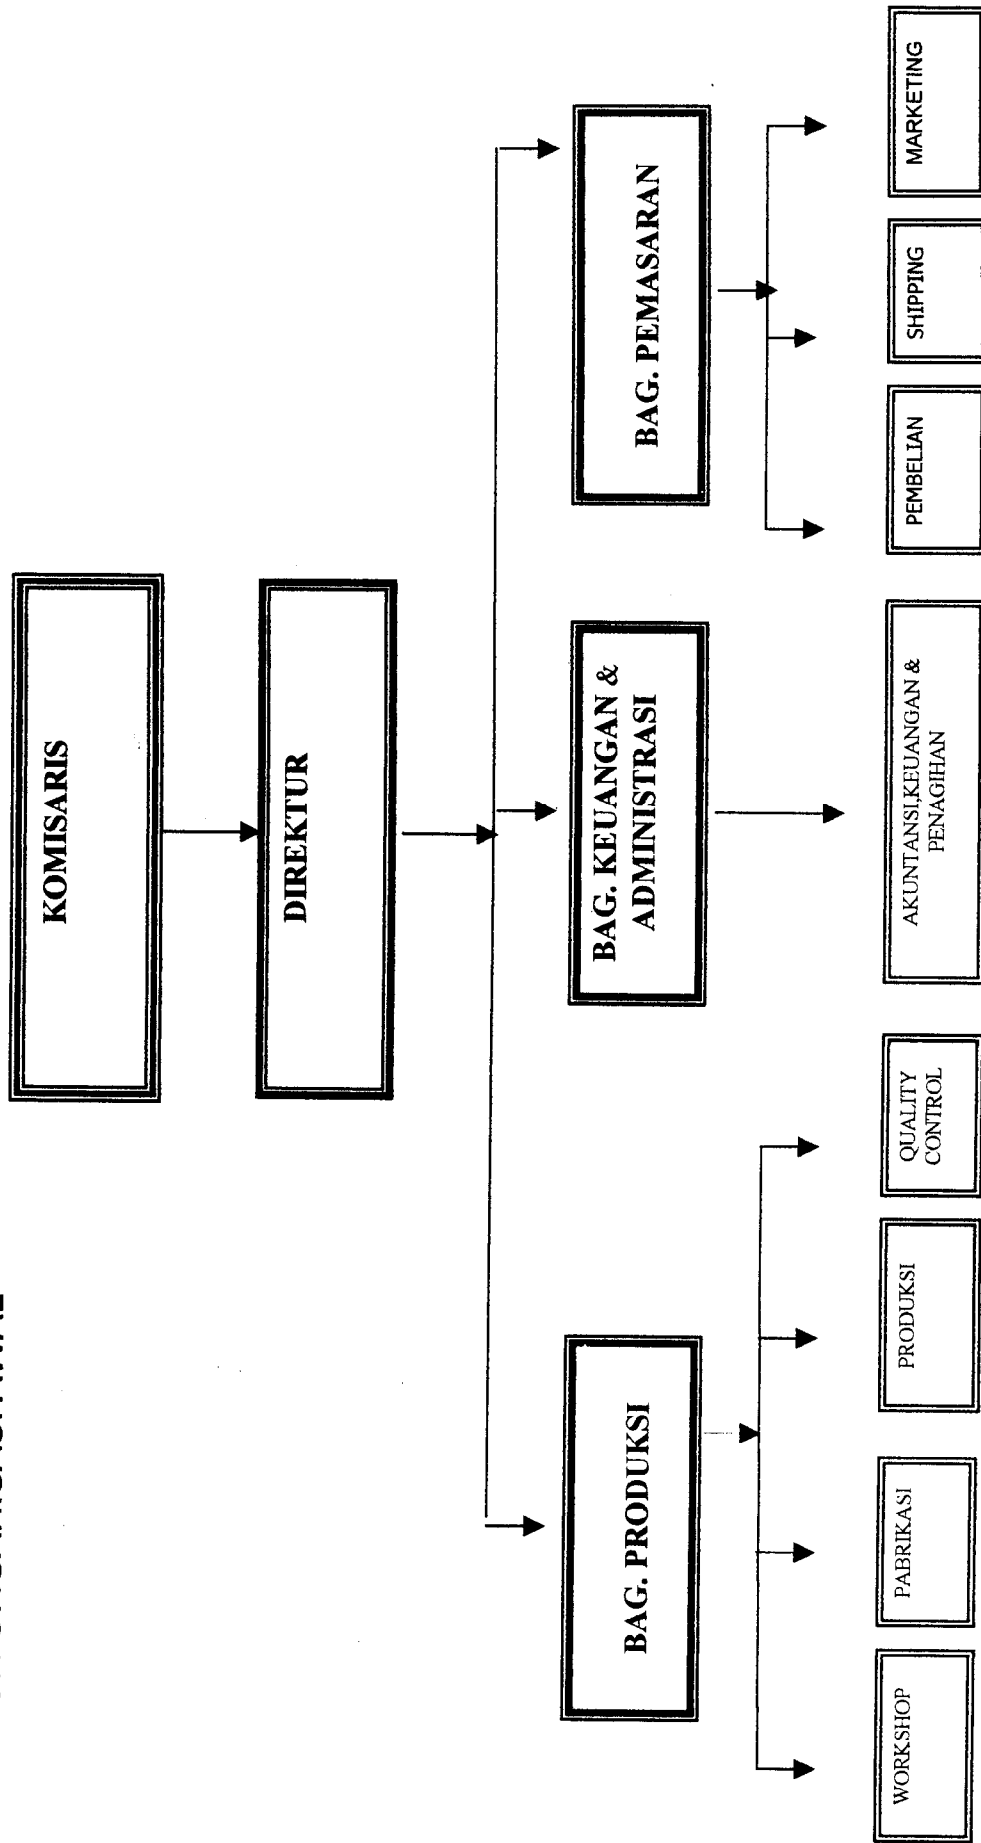 KOMISARIS
DIREKTUR
BAG. PRODUKSI
BAG. KEUANGAN &
ADMINISTRASI
BAG. PEMASARAN
WORKSHOP
PABRIKASI
PRODUKSI
QUALITY
CONTROL
AKUNTANSI,KEUANGAN &
PENAGIHAN
PEMBELIAN
SHIPPING
MARKETING